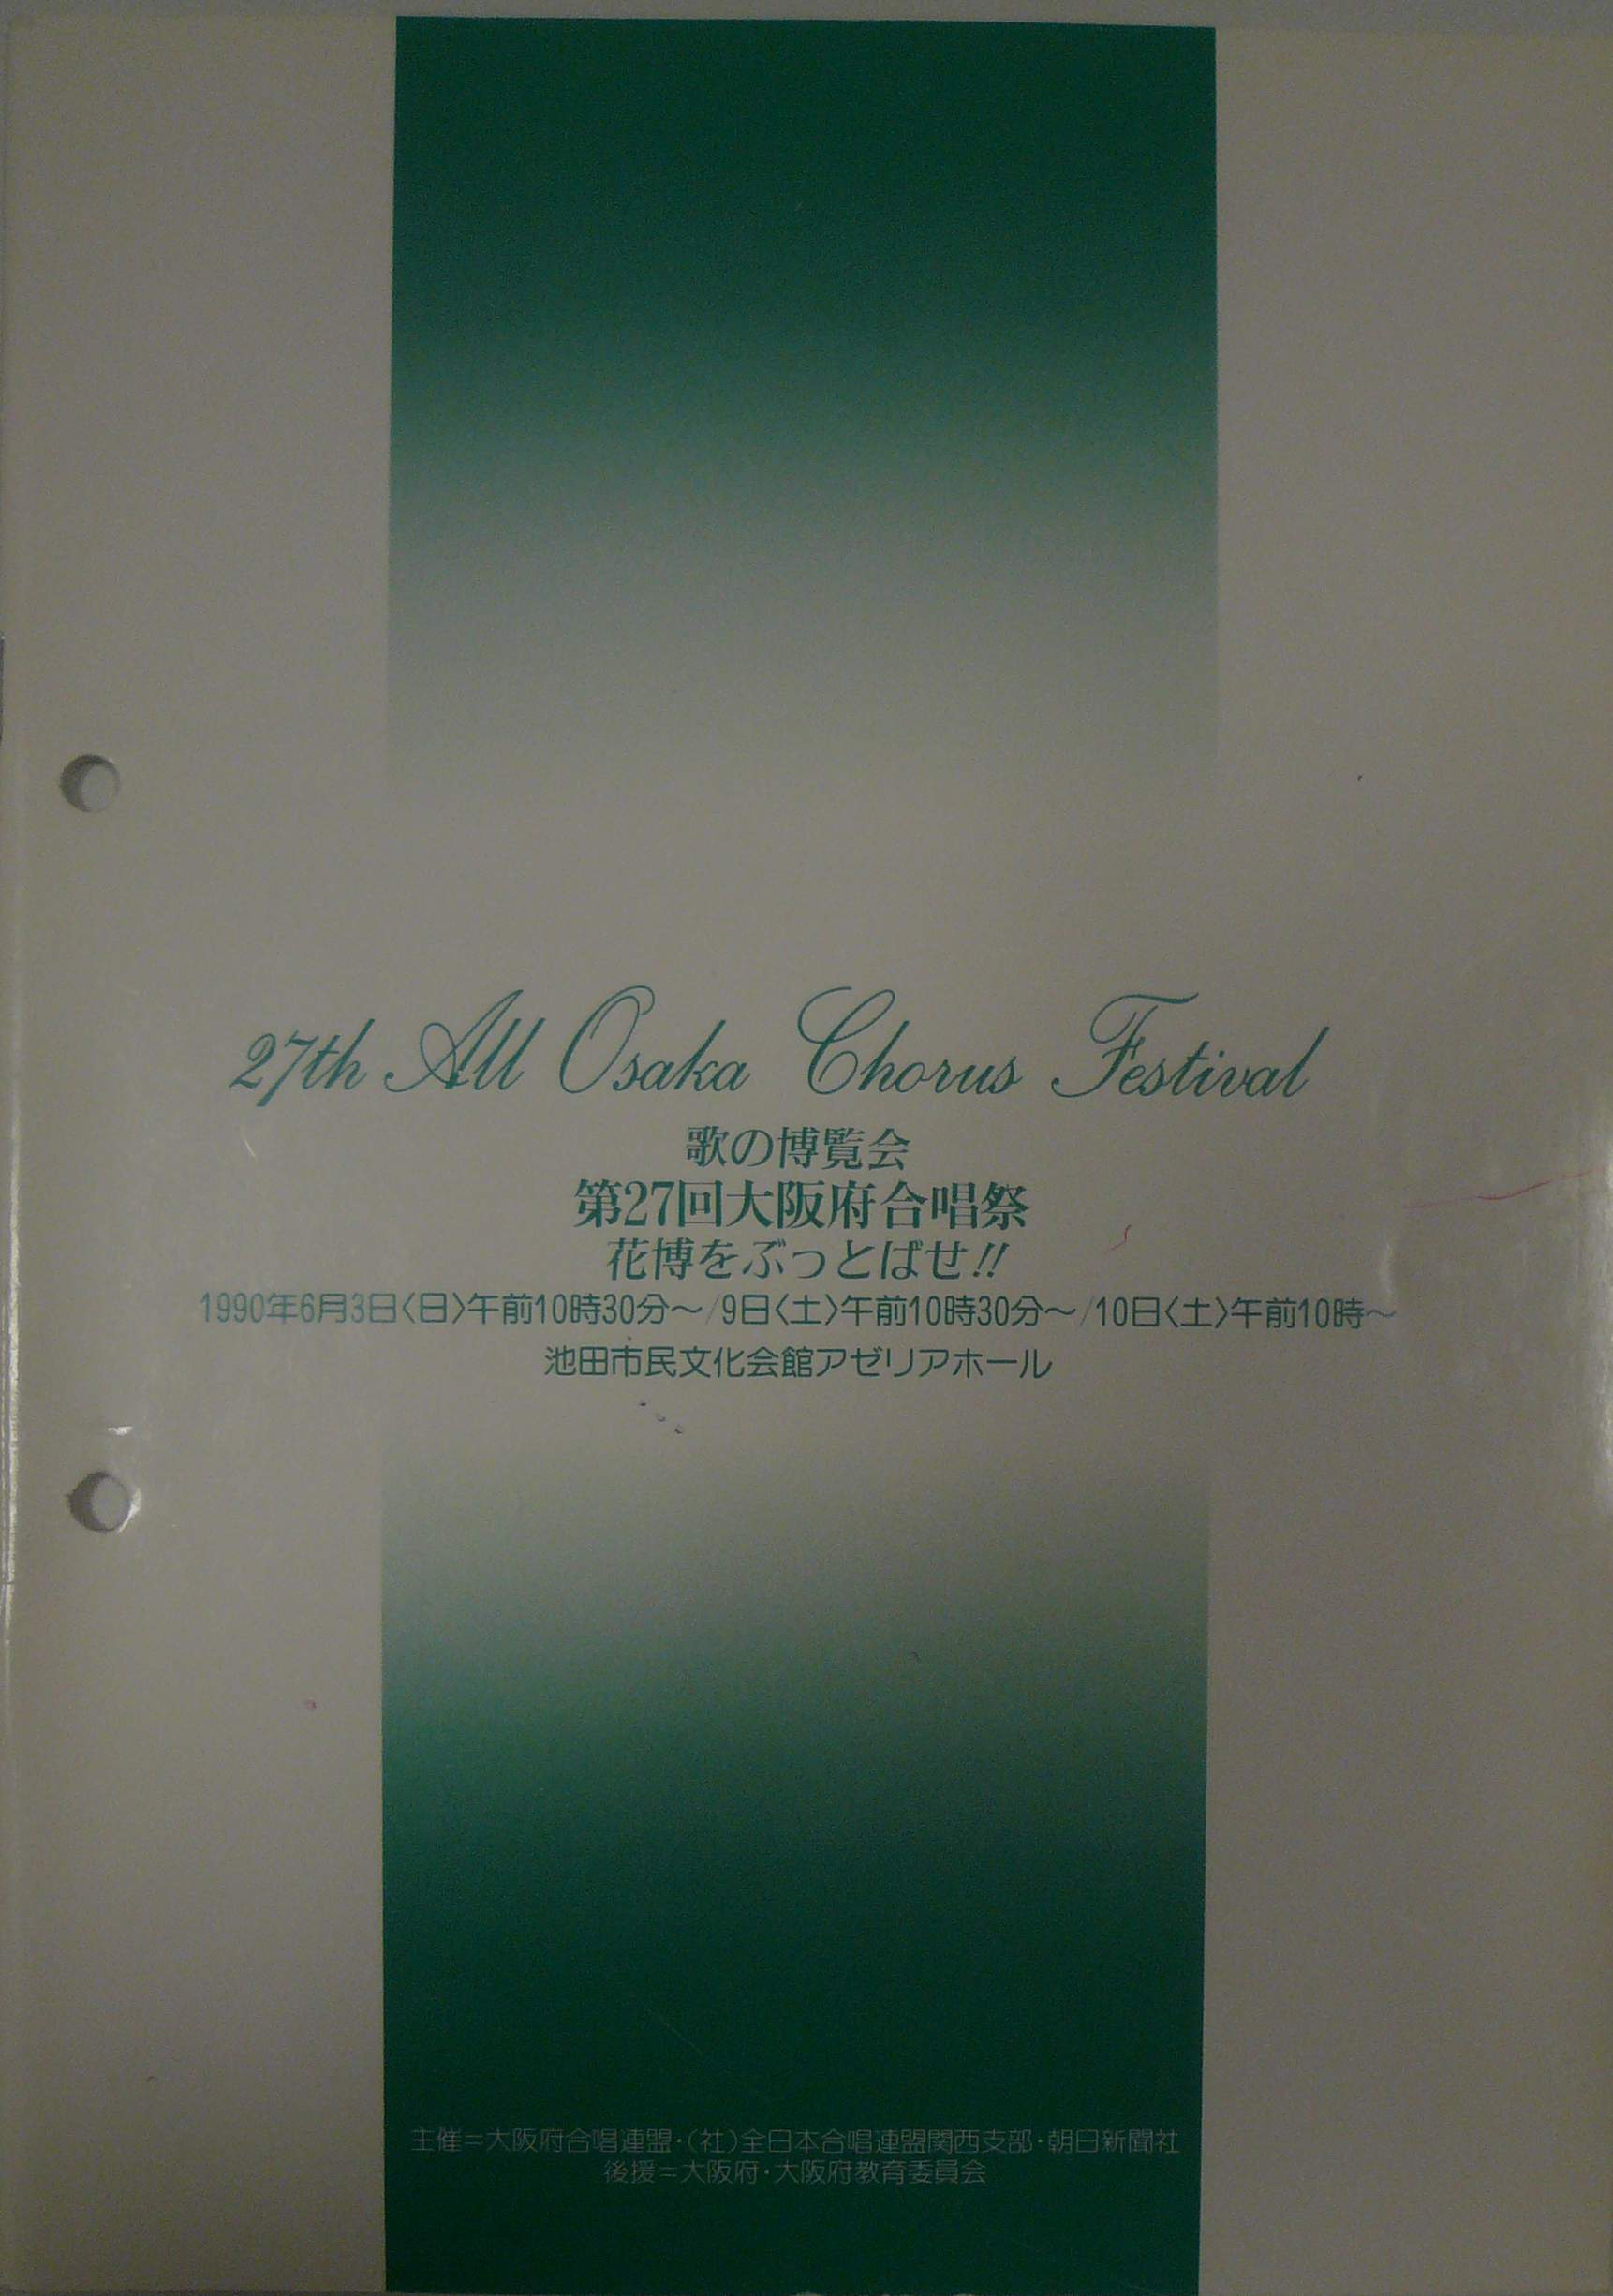 27th All Osaka Chorus Festival
歌の博覧会
第27回大阪府合唱祭
花博をぶっとばせ!!
1990年6月3日〈日〉午前10時30分〜/9日〈土〉午前10時30分〜/10日〈土〉午前10時〜
池田市民文化会館アゼリアホール
主催=大阪府合唱連盟・(社)全日本合唱連盟関西支部・朝日新聞社
後援=大阪府・大阪府教育委員会